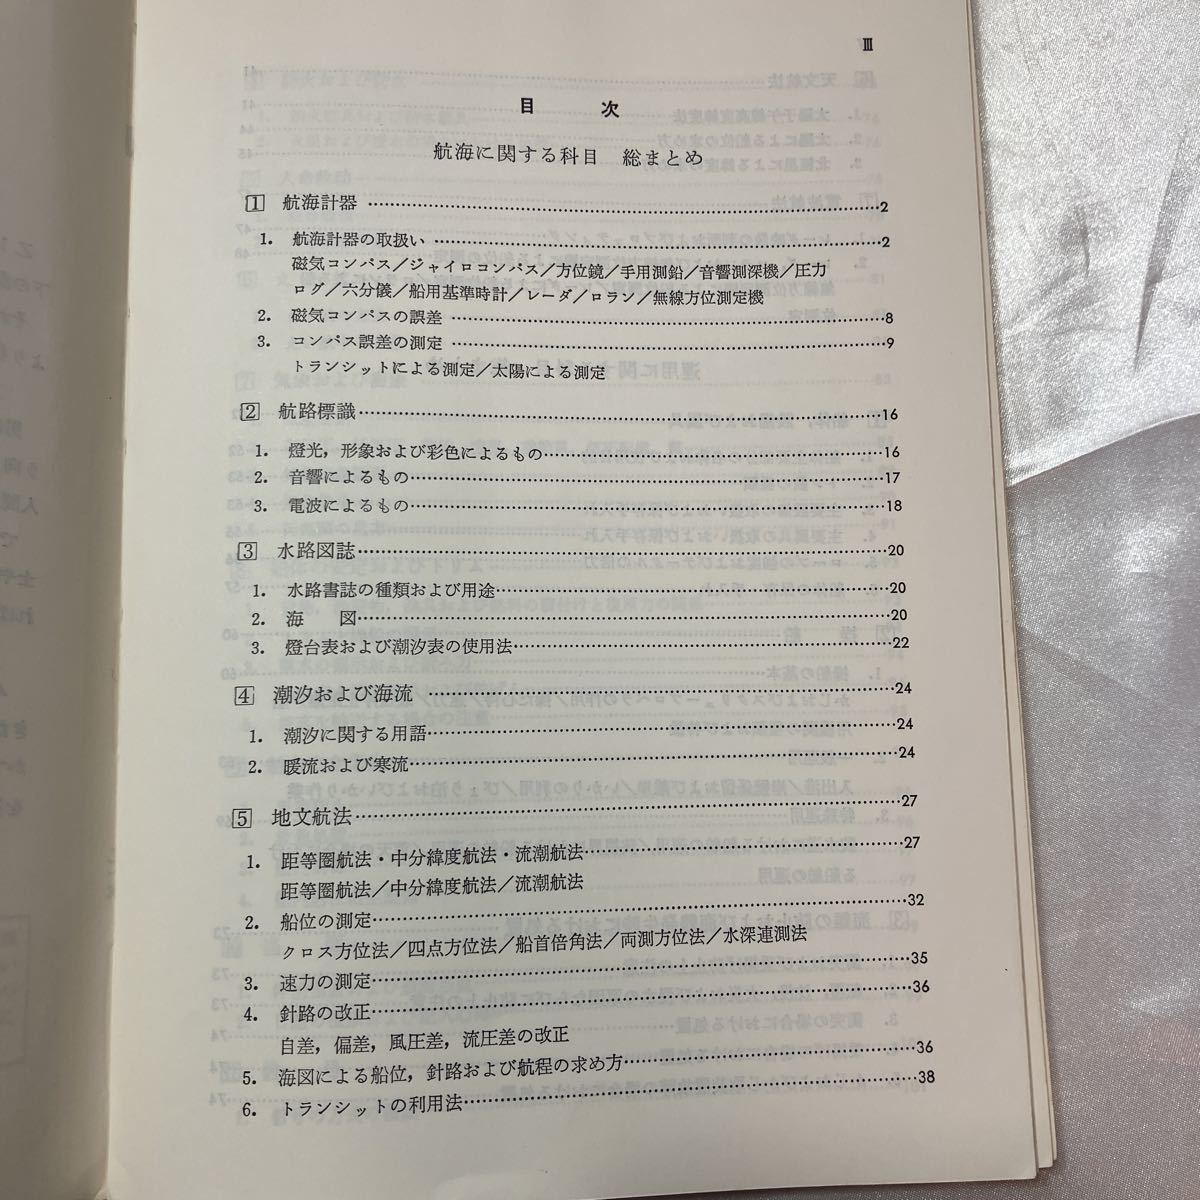 Ⅲ
目　次
航海に関する科目　総まとめ
1 航海計器……2
1. 航海計器の取扱い……2
磁気コンパス／ジャイロコンパス／方位鏡／手用測鉛／音響測深機／圧力
ログ／六分儀／船用基準時計／レーダ／ロラン／無線方位測定機
2. 磁気コンパスの誤差……8
3. コンパス誤差の測定……9
トランシットによる測定／太陽による測定
2 航路標識……16
1. 燈光，形象および彩色によるもの……16
2. 音響によるもの……17
3. 電波によるもの……18
3 水路図誌……20
1. 水路書誌の種類および用途……20
2. 海　図……20
3. 燈台表および潮汐表の使用法……22
4 潮汐および海流……24
1. 潮汐に関する用語……24
2. 暖流および寒流……24
5 地文航法……27
1. 距等圏航法・中分緯度航法・流潮航法……27
距等圏航法／中分緯度航法／流潮航法
2. 船位の測定……32
クロス方位法／四点方位法／船首倍角法／両測方位法／水深連測法
3. 速力の測定……35
4. 針路の改正……36
自差，偏差，風圧差，流圧差の改正
5. 海図による船位，針路および航程の求め方……36
6. トランシットの利用法……38